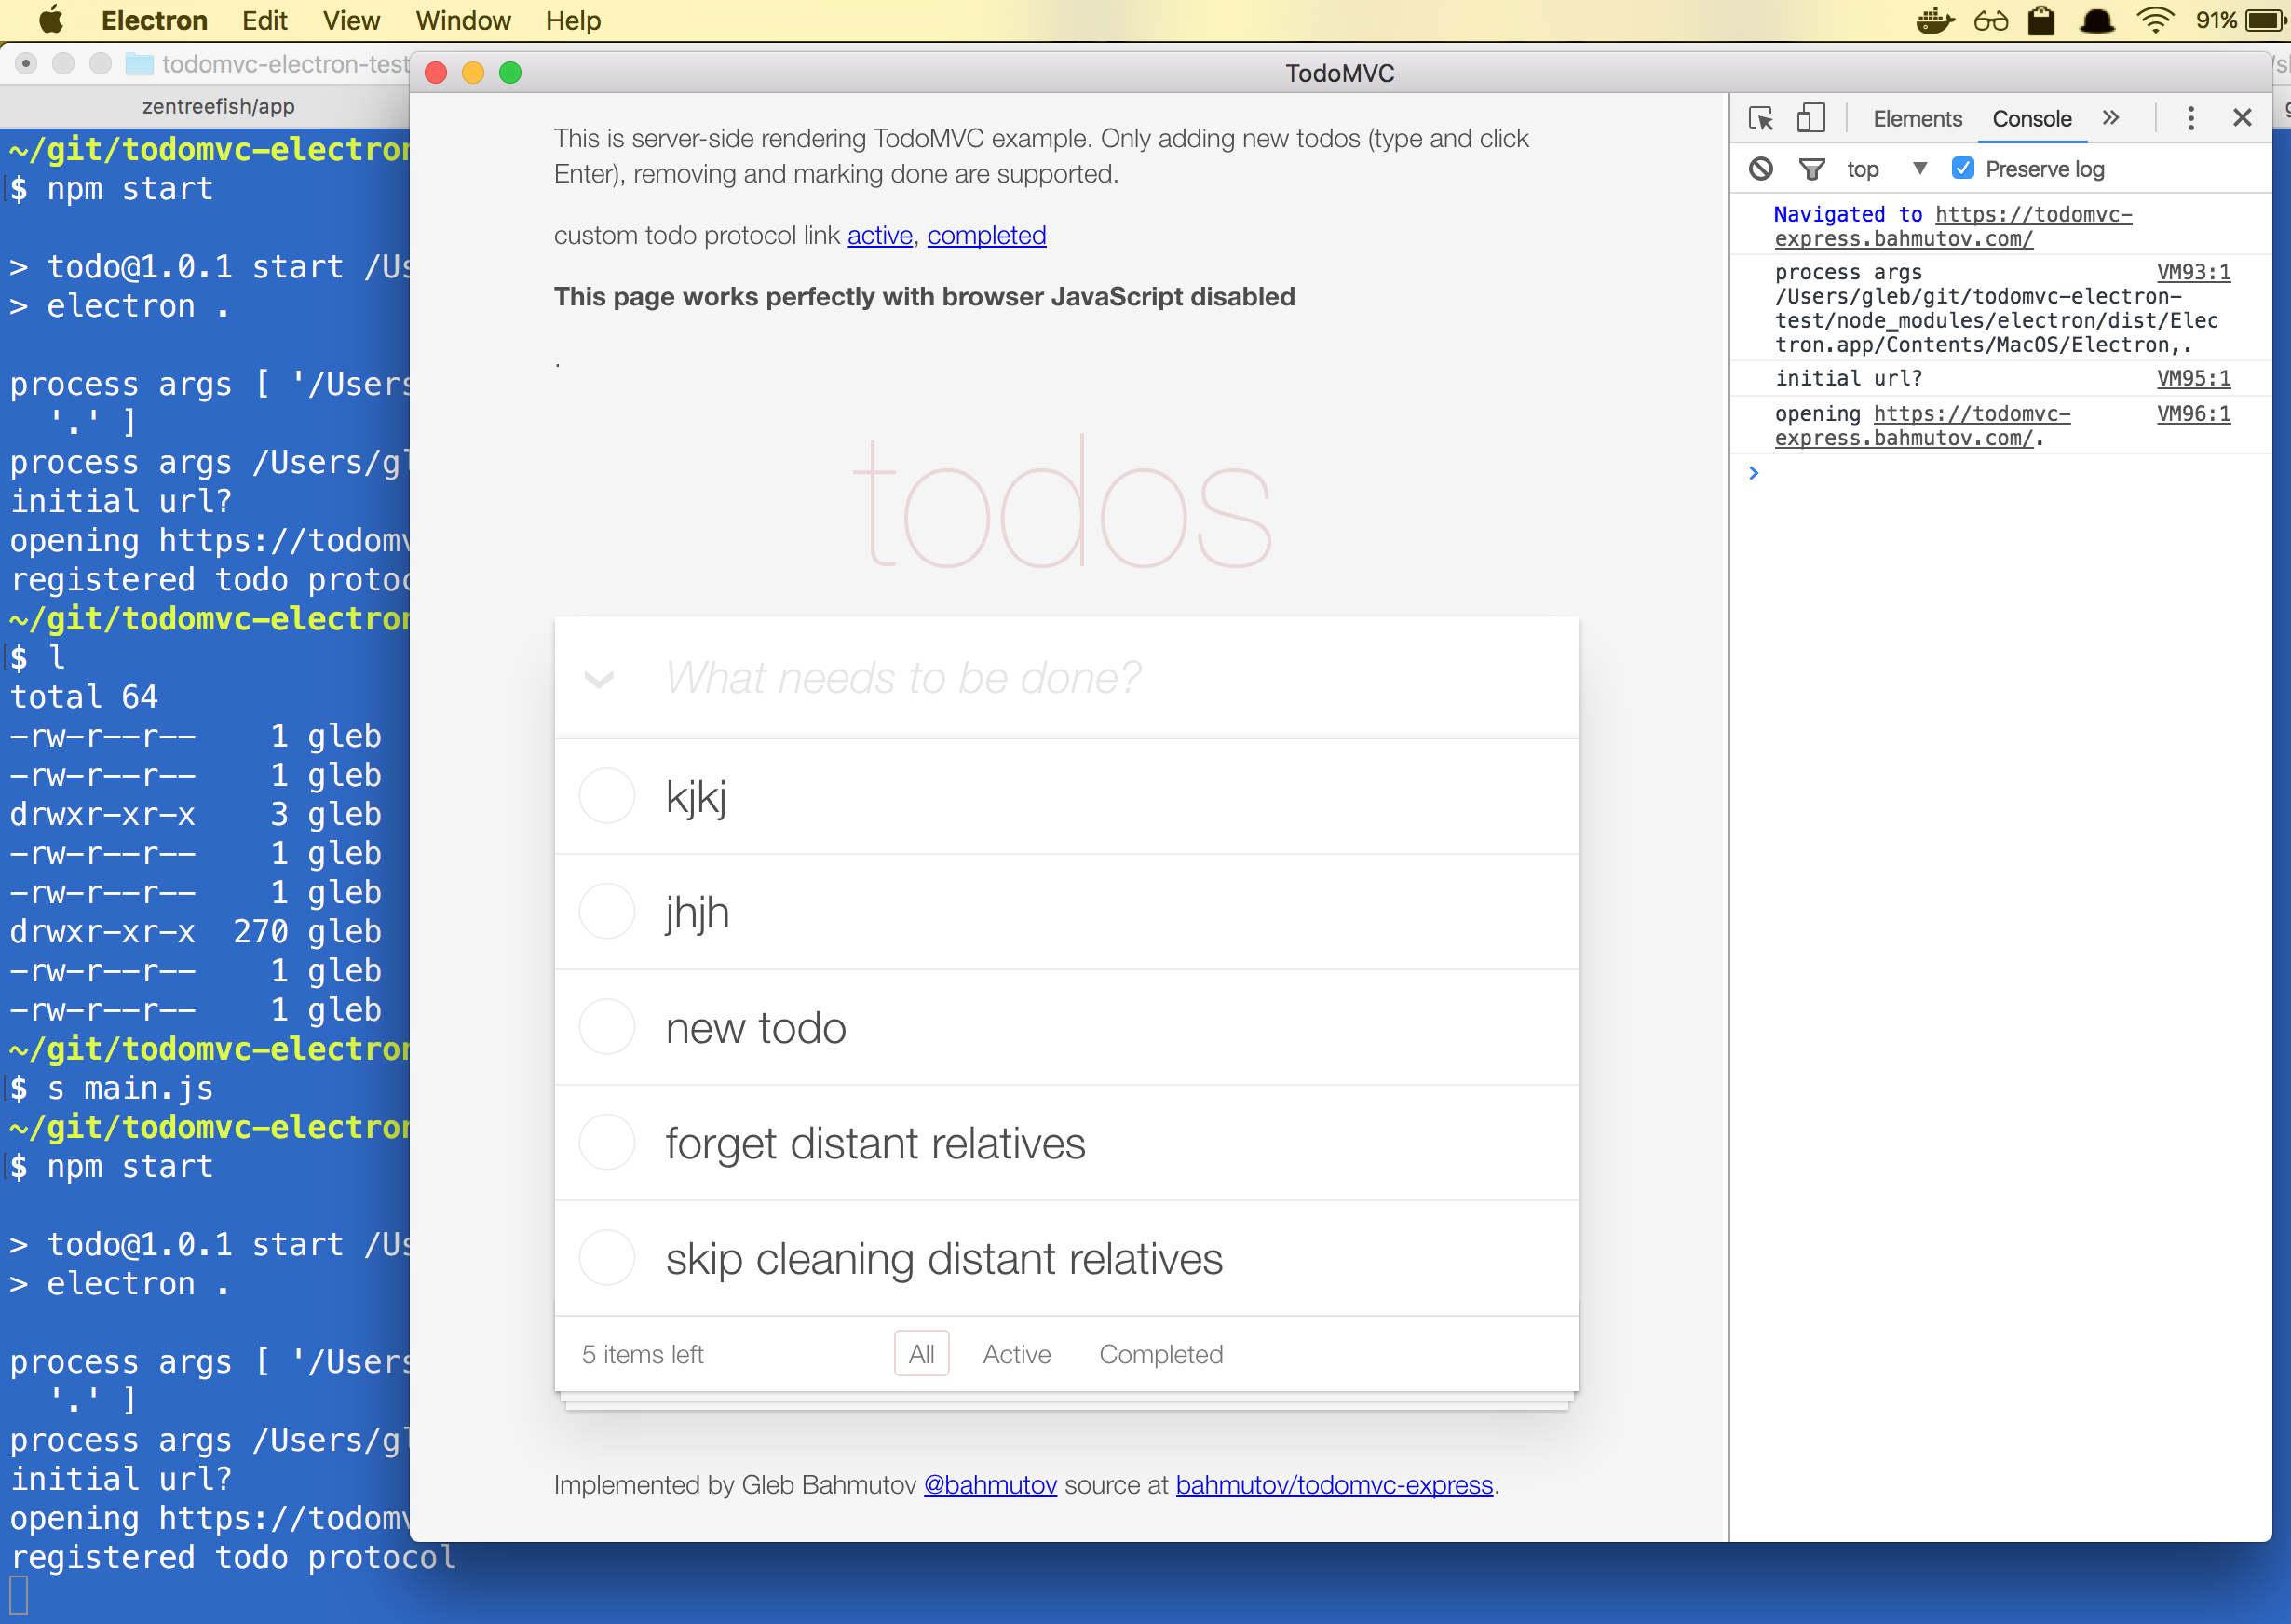 Electron Edit View Window Help 91%
todomvc-electron-test
zentreefish/app
~/git/todomvc-electron
$ npm start
> todo@1.0.1 start /Us
> electron .
process args [ '/Users
'.' ]
process args /Users/gl
initial url?
opening https://todomv
registered todo protoc
~/git/todomvc-electron
$ l
total 64
-rw-r--r-- 1 gleb
-rw-r--r-- 1 gleb
drwxr-xr-x 3 gleb
-rw-r--r-- 1 gleb
-rw-r--r-- 1 gleb
drwxr-xr-x 270 gleb
-rw-r--r-- 1 gleb
-rw-r--r-- 1 gleb
~/git/todomvc-electron
$ s main.js
~/git/todomvc-electron
$ npm start
> todo@1.0.1 start /Us
> electron .
process args [ '/Users
'.' ]
process args /Users/gl
initial url?
opening https://todomv
registered todo protocol
TodoMVC
This is server-side rendering TodoMVC example. Only adding new todos (type and click
Enter), removing and marking done are supported.
custom todo protocol link active, completed
This page works perfectly with browser JavaScript disabled
.
todos
What needs to be done?
kjkj
jhjh
new todo
forget distant relatives
skip cleaning distant relatives
5 items left All Active Completed
Implemented by Gleb Bahmutov @bahmutov source at bahmutov/todomvc-express.
Elements Console »
top Preserve log
Navigated to https://todomvc-
express.bahmutov.com/
process args VM93:1
/Users/gleb/git/todomvc-electron-
test/node_modules/electron/dist/Elec
tron.app/Contents/MacOS/Electron,.
initial url? VM95:1
opening https://todomvc- VM96:1
express.bahmutov.com/.
>